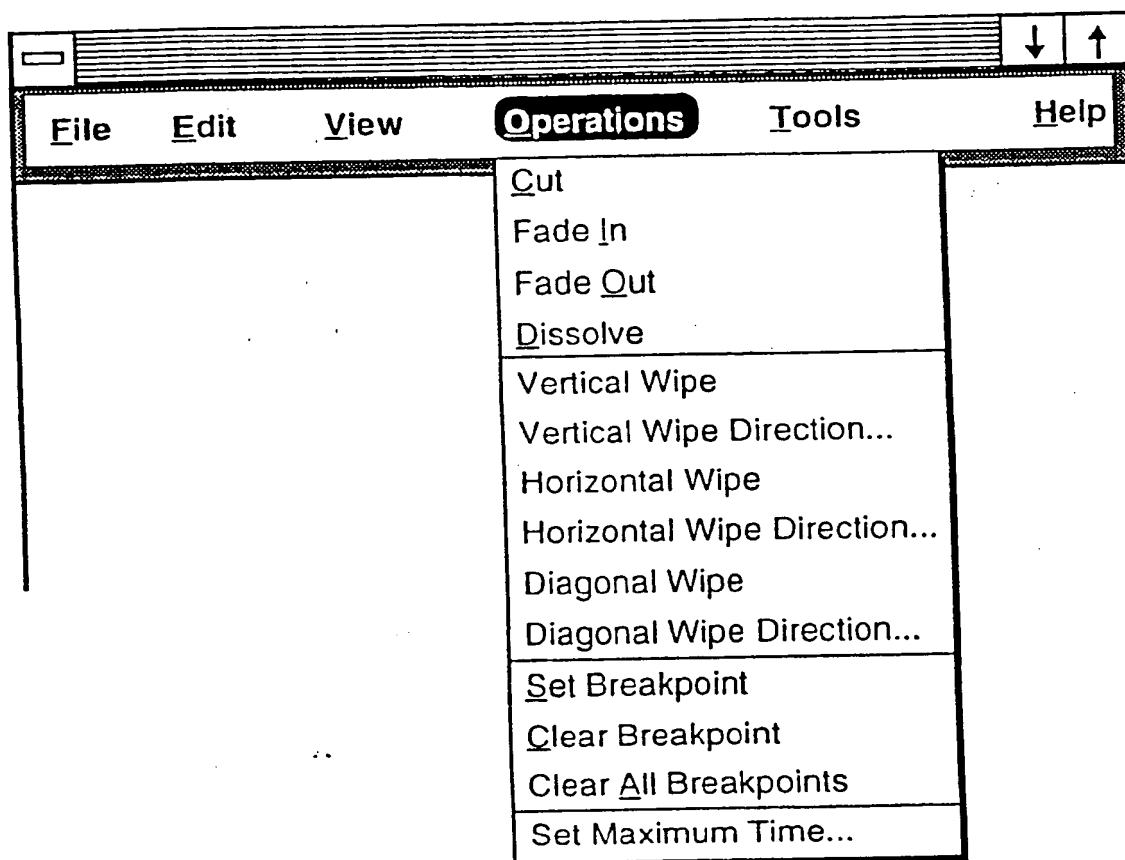 File Edit View Operations Tools Help
Cut
Fade In
Fade Out
Dissolve
Vertical Wipe
Vertical Wipe Direction...
Horizontal Wipe
Horizontal Wipe Direction...
Diagonal Wipe
Diagonal Wipe Direction...
Set Breakpoint
Clear Breakpoint
Clear All Breakpoints
Set Maximum Time...